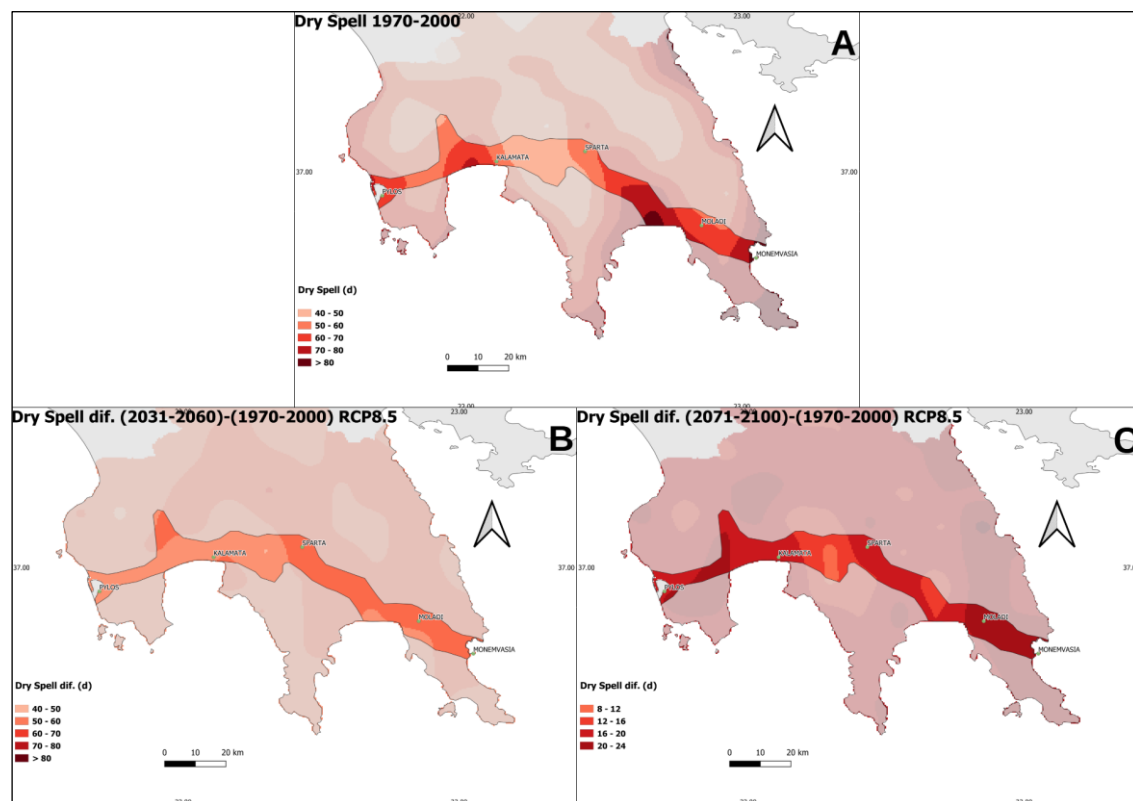 Dry Spell 1970-2000
A
22.00
23.00
37.00
37.00
KALAMATA
SPARTA
PYLOS
MOLAOI
MONEMVASIA
Dry Spell (d)
40 - 50
50 - 60
60 - 70
70 - 80
> 80
0 10 20 km
Dry Spell dif. (2031-2060)-(1970-2000) RCP8.5
B
23.00
37.00
KALAMATA
SPARTA
PYLOS
MOLAOI
MONEMVASIA
Dry Spell dif. (d)
40 - 50
50 - 60
60 - 70
70 - 80
> 80
0 10 20 km
Dry Spell dif. (2071-2100)-(1970-2000) RCP8.5
C
23.00
37.00
37.00
KALAMATA
SPARTA
PYLOS
MOLAOI
MONEMVASIA
Dry Spell dif. (d)
8 - 12
12 - 16
16 - 20
20 - 24
0 10 20 km